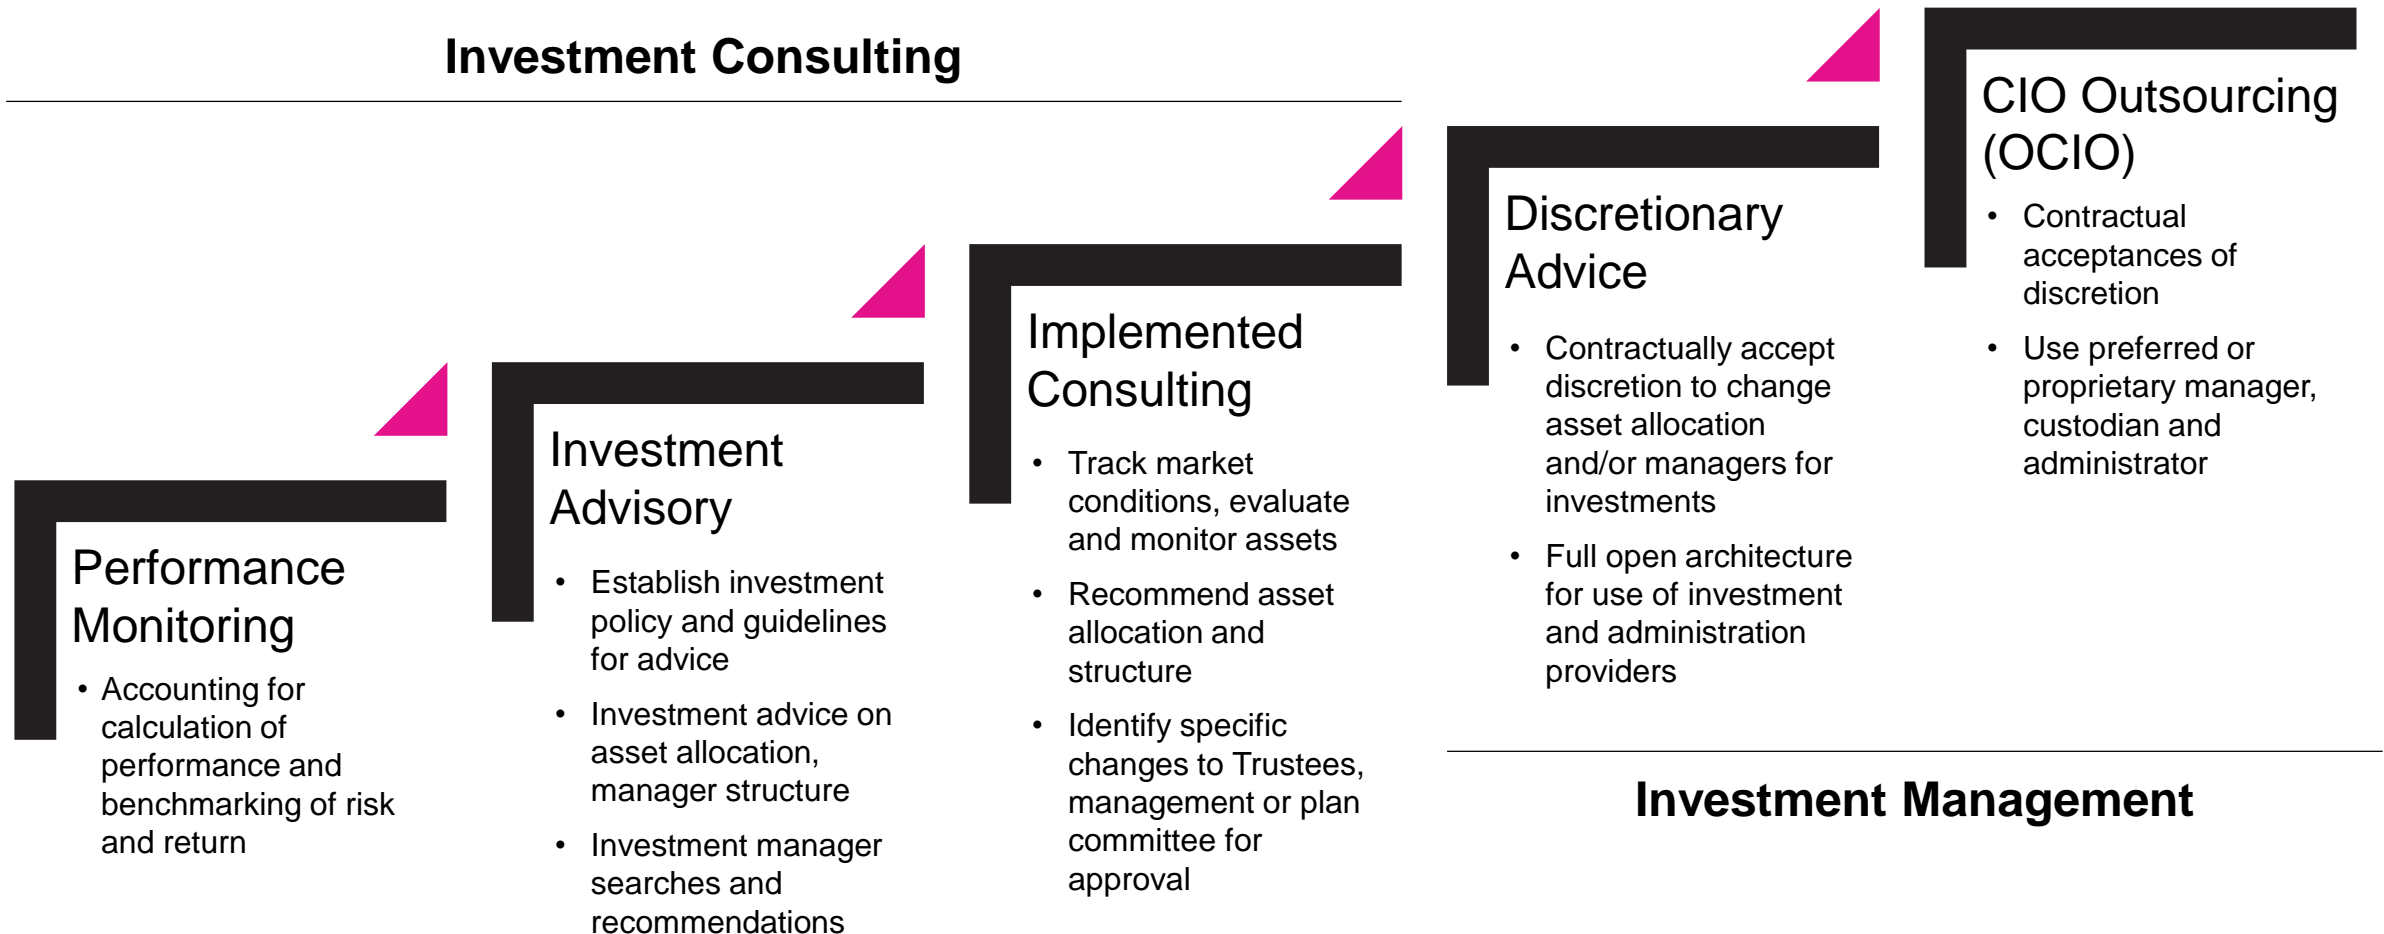 Investment Consulting
Performance
Monitoring
• Accounting for
calculation of
performance and
benchmarking of risk
and return
Investment
Advisory
• Establish investment
policy and guidelines
for advice
• Investment advice on
asset allocation,
manager structure
• Investment manager
searches and
recommendations
Implemented
Consulting
• Track market
conditions, evaluate
and monitor assets
• Recommend asset
allocation and
structure
• Identify specific
changes to Trustees,
management or plan
committee for
approval
Discretionary
Advice
• Contractually accept
discretion to change
asset allocation
and/or managers for
investments
• Full open architecture
for use of investment
and administration
providers
CIO Outsourcing
(OCIO)
• Contractual
acceptances of
discretion
• Use preferred or
proprietary manager,
custodian and
administrator
Investment Management